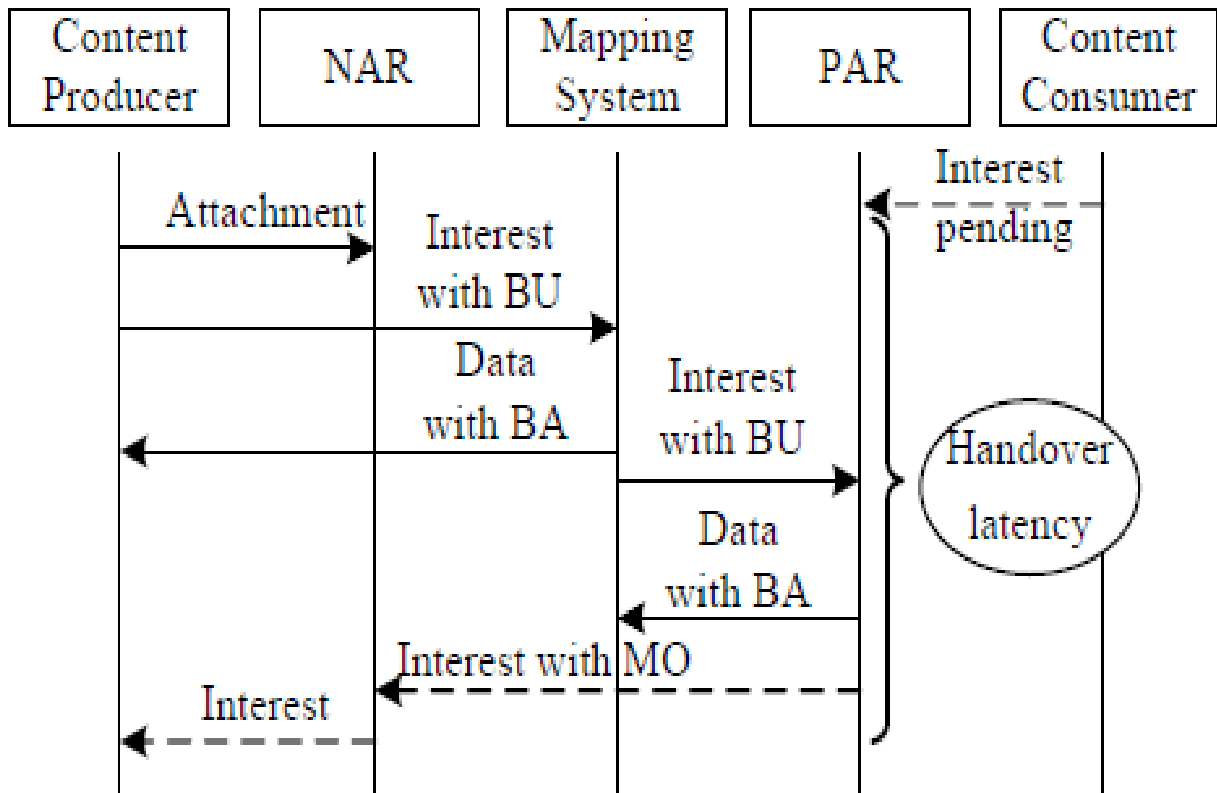 Content
Producer
NAR
Mapping
System
PAR
Content
Consumer
Interest
pending
Attachment
Interest
with BU
Data
with BA
Interest
with BU
Handover
latency
Data
with BA
Interest with MO
Interest